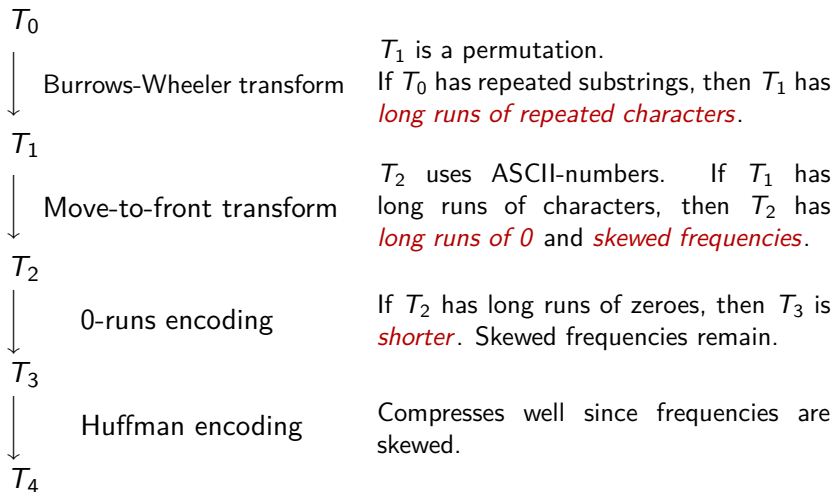 T₀
Burrows-Wheeler transform
T₁ is a permutation.
If T₀ has repeated substrings, then T₁ has
long runs of repeated characters.
T₁
Move-to-front transform
T₂ uses ASCII-numbers. If T₁ has
long runs of characters, then T₂ has
long runs of 0 and skewed frequencies.
T₂
0-runs encoding
If T₂ has long runs of zeroes, then T₃ is
shorter. Skewed frequencies remain.
T₃
Huffman encoding
Compresses well since frequencies are
skewed.
T₄